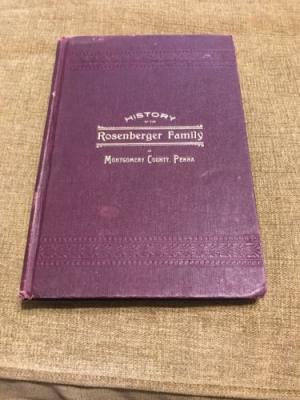 HISTORY
OF THE
Rosenberger Family
OF
MONTGOMERY COUNTY, PENNA.